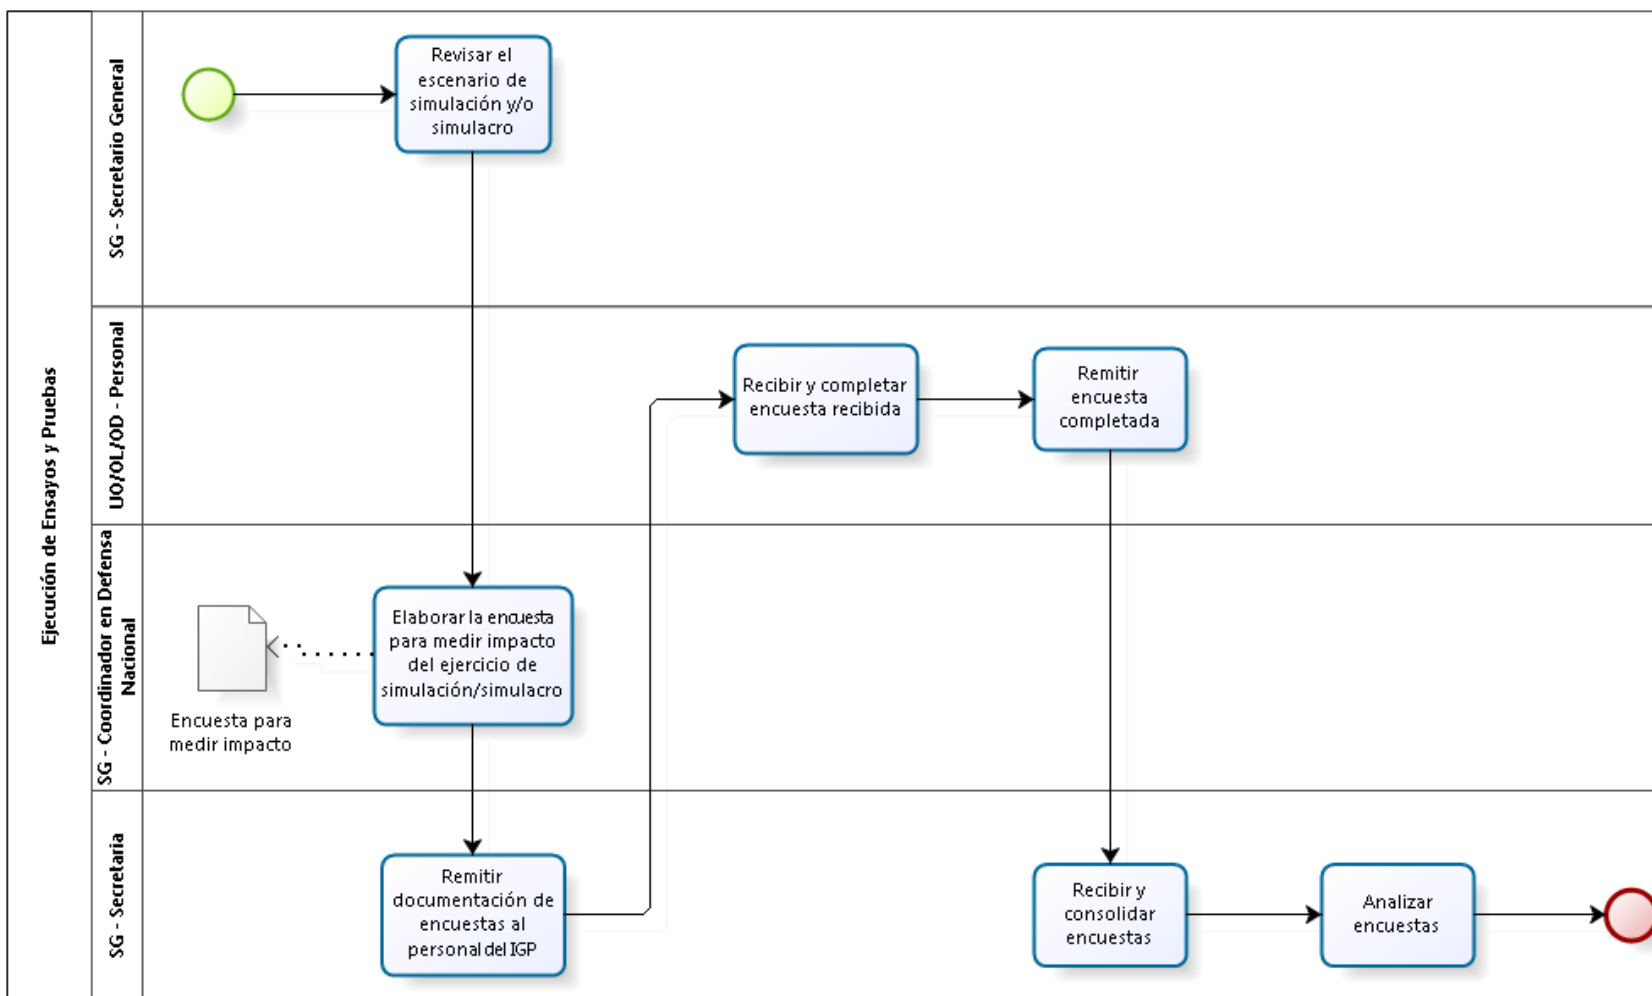 Ejecución de Ensayos y Pruebas
SG - Secretario General
Revisar el
escenario de
simulación y/o
simulacro
UO/OL/OD - Personal
Recibir y completar
encuesta recibida
Remitir
encuesta
completada
SG - Coordinador en Defensa
Nacional
Encuesta para
medir impacto
Elaborar la encuesta
para medir impacto
del ejercicio de
simulación/simulacro
SG - Secretaria
Remitir
documentación de
encuestas al
personal del IGP
Recibir y
consolidar
encuestas
Analizar
encuestas